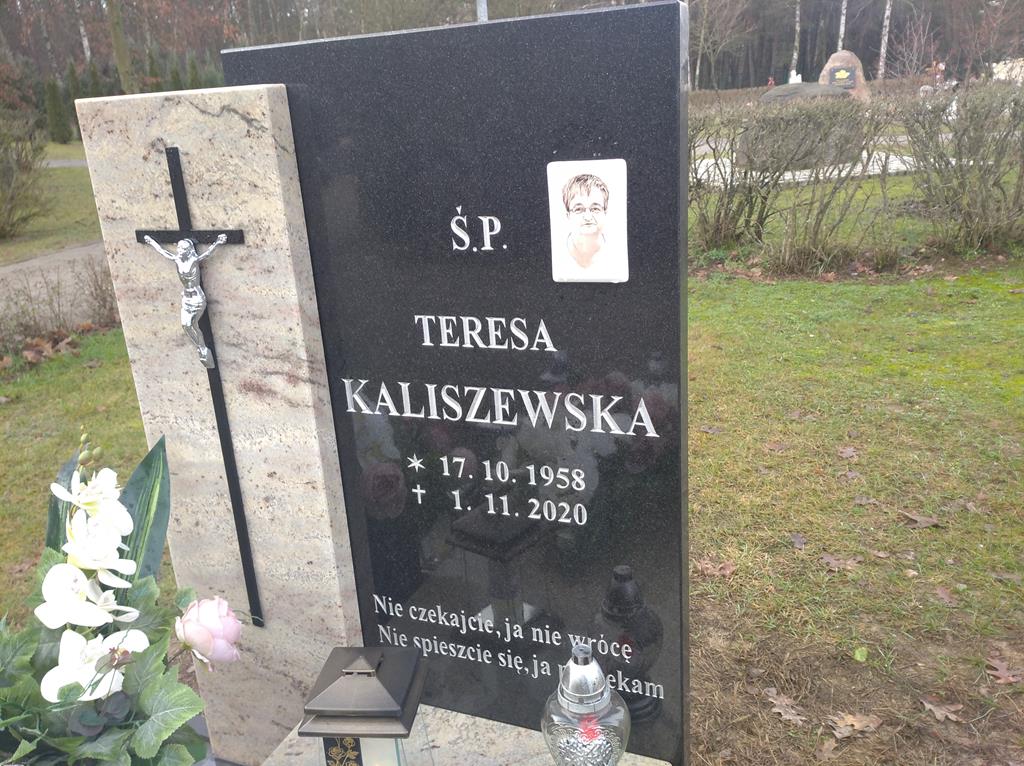 Ś.P.
TERESA
KALISZEWSKA
* 17. 10. 1958
✝ 1. 11. 2020
Nie czekajcie, ja nie wrócę
Nie spieszcie się, ja